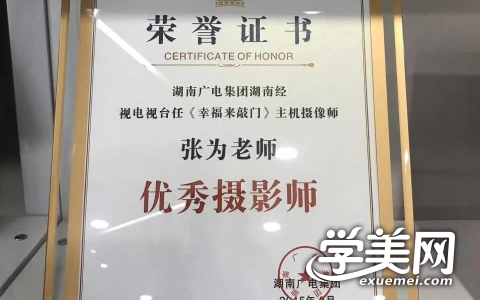 荣誉证书
CERTIFICATE OF HONOR
湖南广电集团湖南经
视电视台任《幸福来敲门》主机摄像师
张为老师
优秀摄影师
湖南广电集团
学美网
exuemei.com